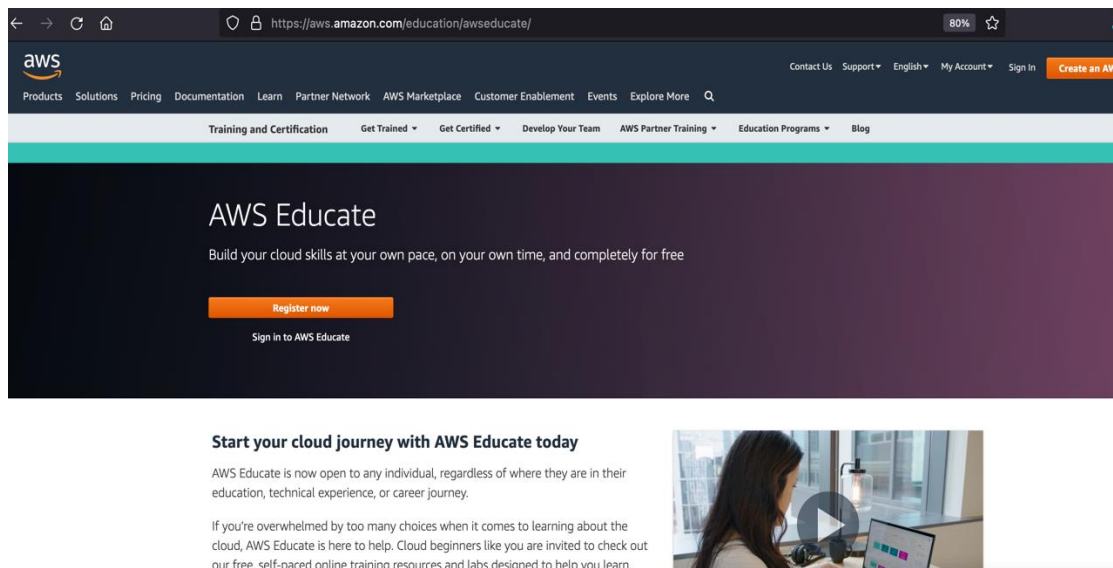 https://aws.amazon.com/education/awseducate/ 80%
aws
Contact Us Support English My Account Sign In Create an AW
Products Solutions Pricing Documentation Learn Partner Network AWS Marketplace Customer Enablement Events Explore More
Training and Certification Get Trained Get Certified Develop Your Team AWS Partner Training Education Programs Blog
AWS Educate
Build your cloud skills at your own pace, on your own time, and completely for free
Register now
Sign in to AWS Educate
Start your cloud journey with AWS Educate today
AWS Educate is now open to any individual, regardless of where they are in their
education, technical experience, or career journey.
If you're overwhelmed by too many choices when it comes to learning about the
cloud, AWS Educate is here to help. Cloud beginners like you are invited to check out
our free, self-paced online training resources and labs designed to help you learn,